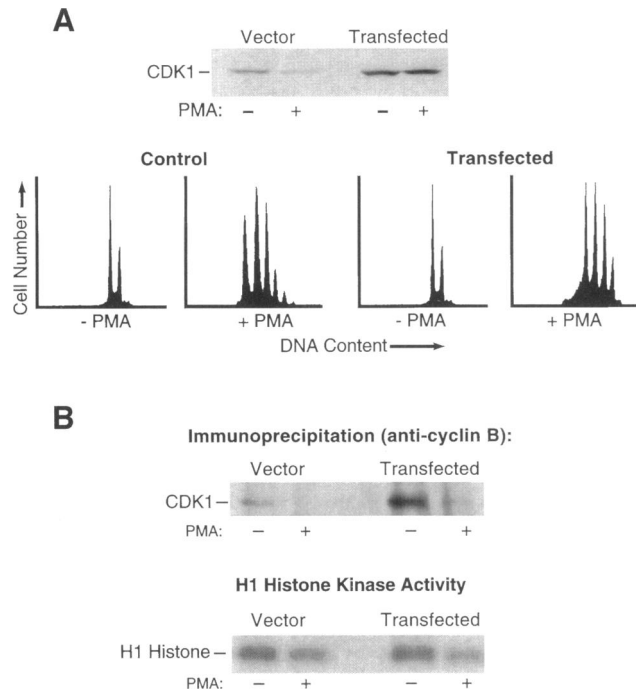 A
Vector Transfected
CDK1 –
PMA: – + – +
Control Transfected
Cell Number →
- PMA + PMA - PMA + PMA
DNA Content →
B
Immunoprecipitation (anti-cyclin B):
Vector Transfected
CDK1 –
PMA: – + – +
H1 Histone Kinase Activity
Vector Transfected
H1 Histone –
PMA: – + – +